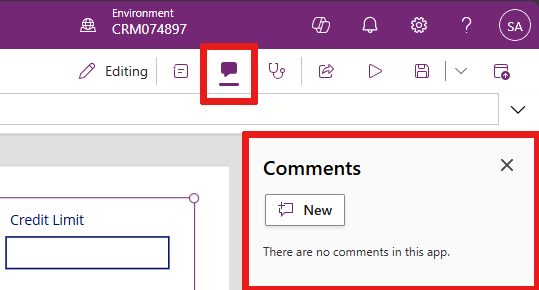 Environment
CRM074897
SA
Editing
Comments
New
There are no comments in this app.
Credit Limit